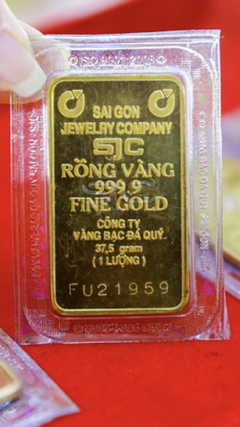 SAI GON
JEWELRY COMPANY
SJC
RỒNG VÀNG
999.9
FINE GOLD
CÔNG TY
VÀNG BẠC ĐÁ QUÝ
37,5 gram
(1 LƯỢNG)
FU21959